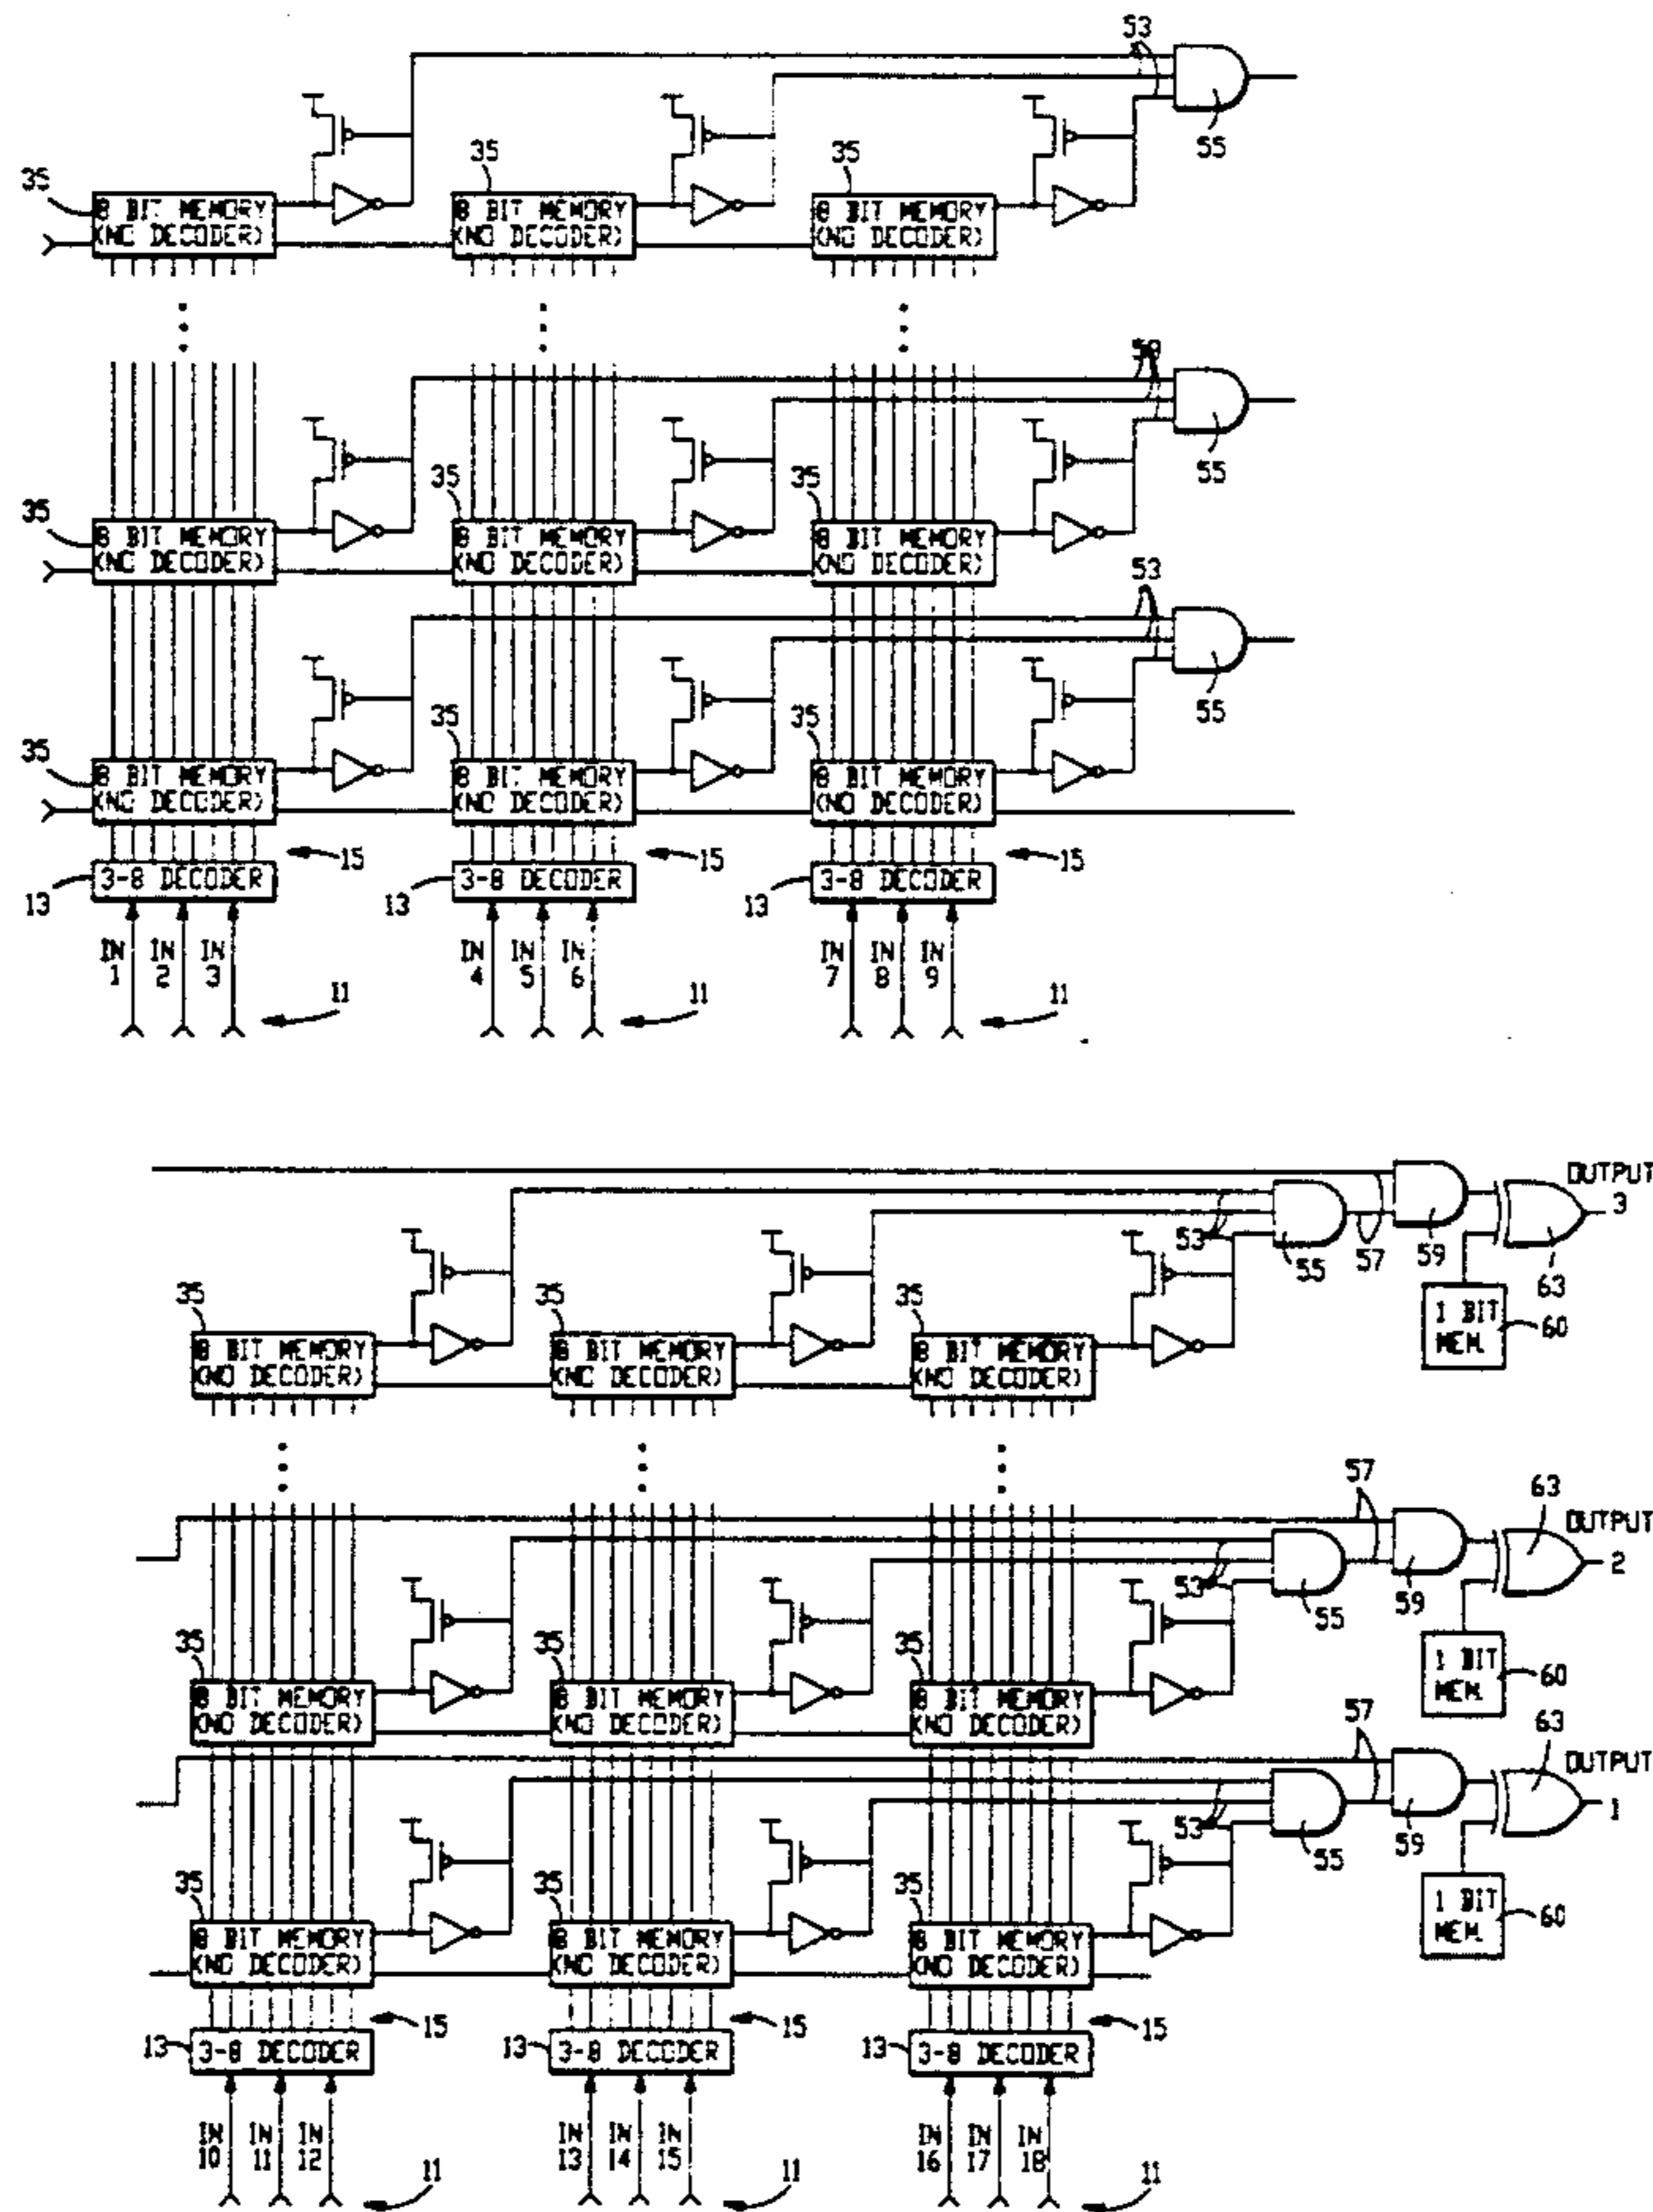 53
55
35
35
35
8 BIT MEMORY
(NO DECODER)
8 BIT MEMORY
(NO DECODER)
8 BIT MEMORY
(NO DECODER)
55
35
35
35
8 BIT MEMORY
(NO DECODER)
8 BIT MEMORY
(NO DECODER)
8 BIT MEMORY
(NO DECODER)
53
55
35
35
35
8 BIT MEMORY
(NO DECODER)
8 BIT MEMORY
(NO DECODER)
8 BIT MEMORY
(NO DECODER)
15
15
15
13
3-8 DECODER
13
3-8 DECODER
13
3-8 DECODER
IN 1
IN 2
IN 3
IN 4
IN 5
IN 6
IN 7
IN 8
IN 9
11
11
11
OUTPUT 3
53
55
57
59
63
35
35
35
8 BIT MEMORY
(NO DECODER)
8 BIT MEMORY
(NO DECODER)
8 BIT MEMORY
(NO DECODER)
1 BIT
MEM.
60
57
63
OUTPUT 2
53
55
59
35
35
35
8 BIT MEMORY
(NO DECODER)
8 BIT MEMORY
(NO DECODER)
8 BIT MEMORY
(NO DECODER)
1 BIT
MEM.
60
57
63
OUTPUT 1
53
55
59
35
35
35
8 BIT MEMORY
(NO DECODER)
8 BIT MEMORY
(NO DECODER)
8 BIT MEMORY
(NO DECODER)
1 BIT
MEM.
60
15
15
15
13
3-8 DECODER
13
3-8 DECODER
13
3-8 DECODER
IN 10
IN 11
IN 12
IN 13
IN 14
IN 15
IN 16
IN 17
IN 18
11
11
11